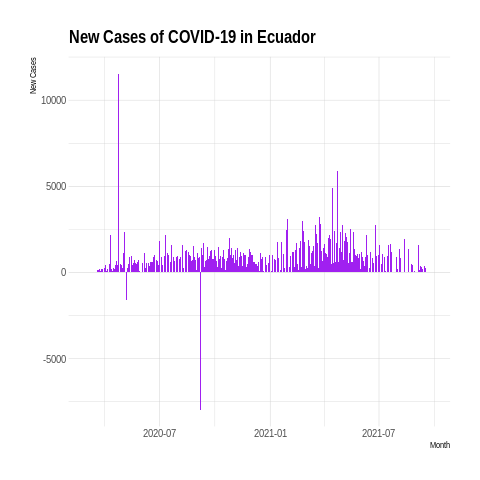 New Cases of COVID-19 in Ecuador
New Cases
10000
5000
0
-5000
2020-07
2021-01
2021-07
Month